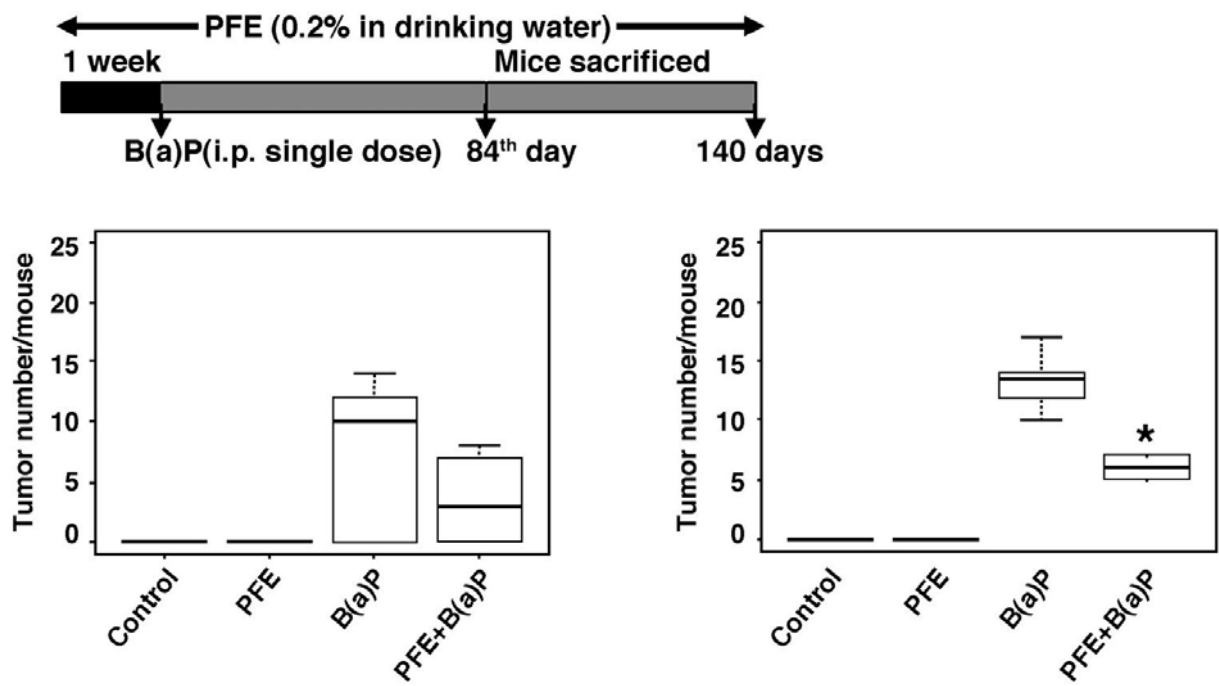 PFE (0.2% in drinking water)
1 week
Mice sacrificed
B(a)P(i.p. single dose)
84th day
140 days
Tumor number/mouse
25
20
15
10
5
0
Control
PFE
B(a)P
PFE+B(a)P
Tumor number/mouse
25
20
15
10
5
0
*
Control
PFE
B(a)P
PFE+B(a)P